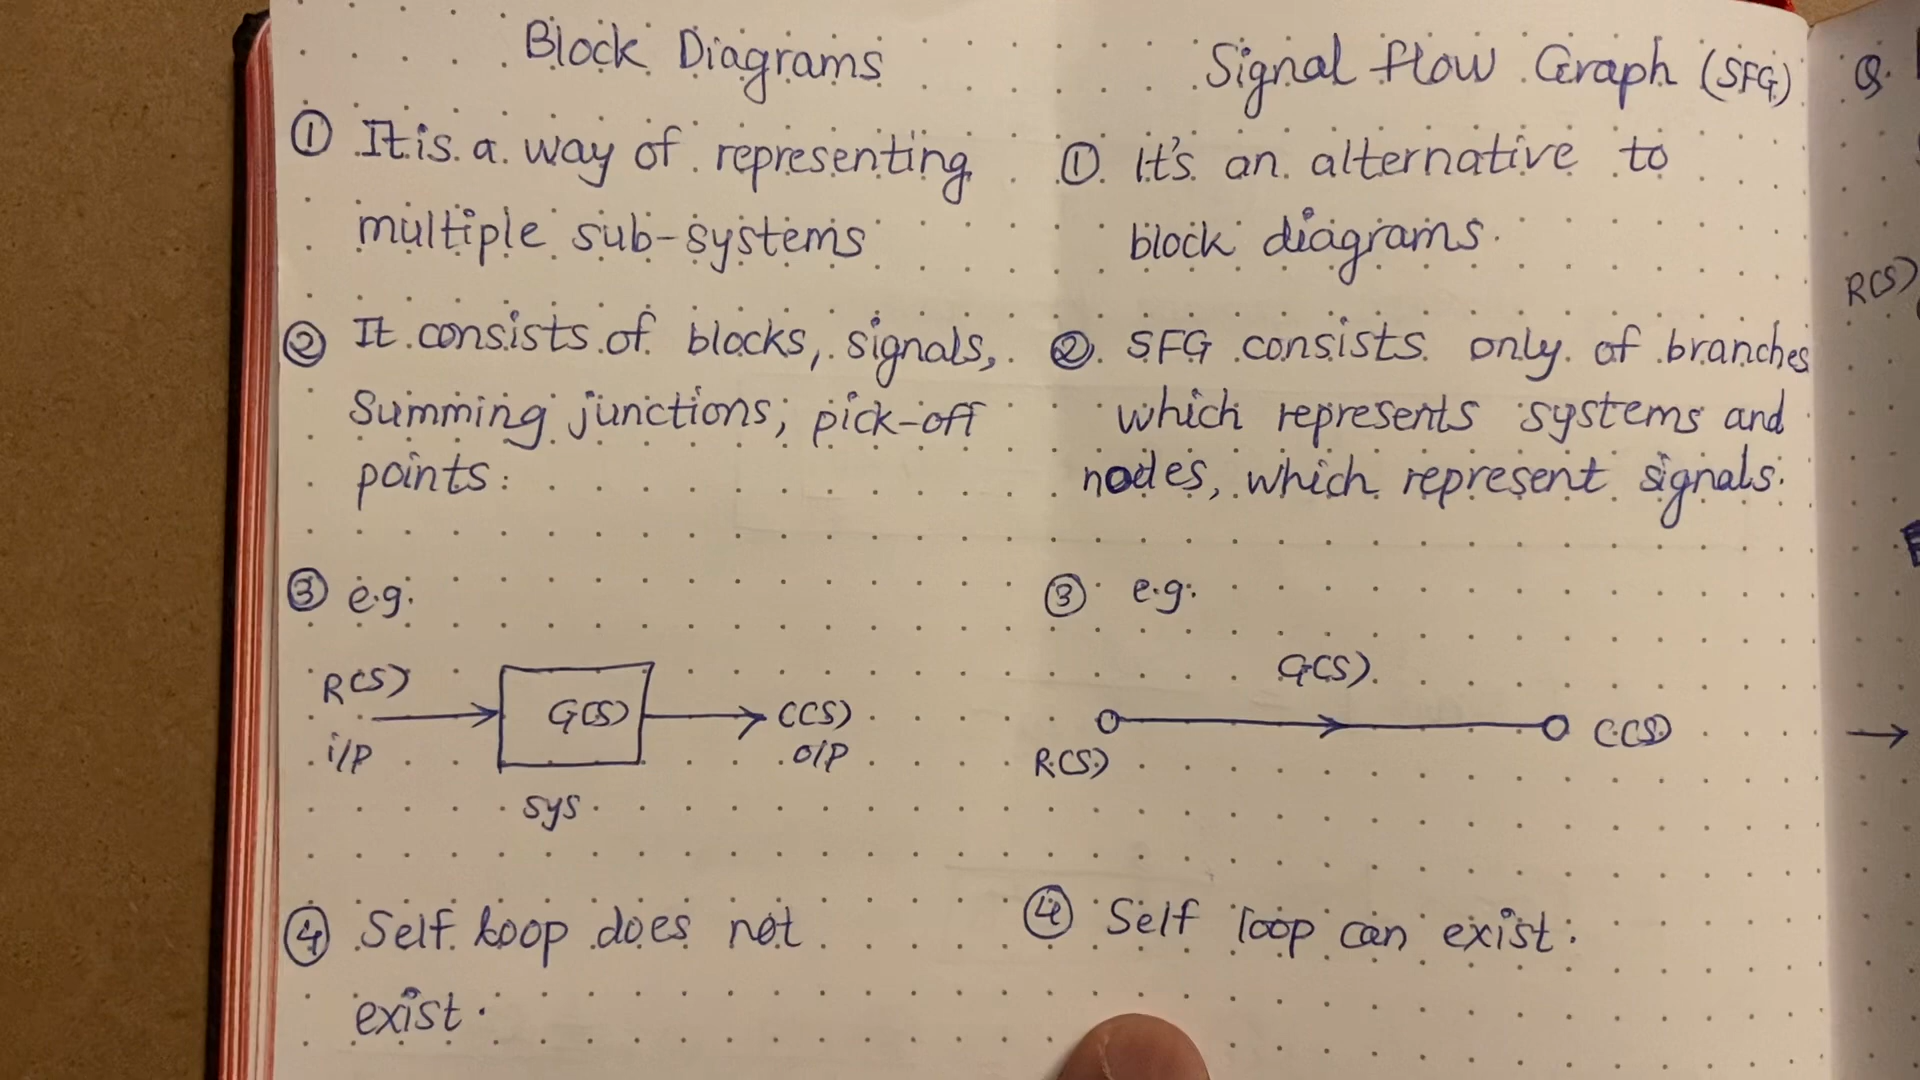 Block Diagrams
① It is a way of representing
multiple sub-systems
② It consists of blocks, signals,
Summing junctions, pick-off
points.
③ e.g.
R(S)
i/p
G(S)
C(S)
o/p
sys.
④ Self loop does not
exist.
Signal flow Graph (SFG)
① It's an alternative to
block diagrams.
② SFG consists only of branches
which represents systems and
nodes, which represent signals.
③ e.g.
G(S)
R(S)
C(S)
④ Self loop can exist.
Q.
R(S)